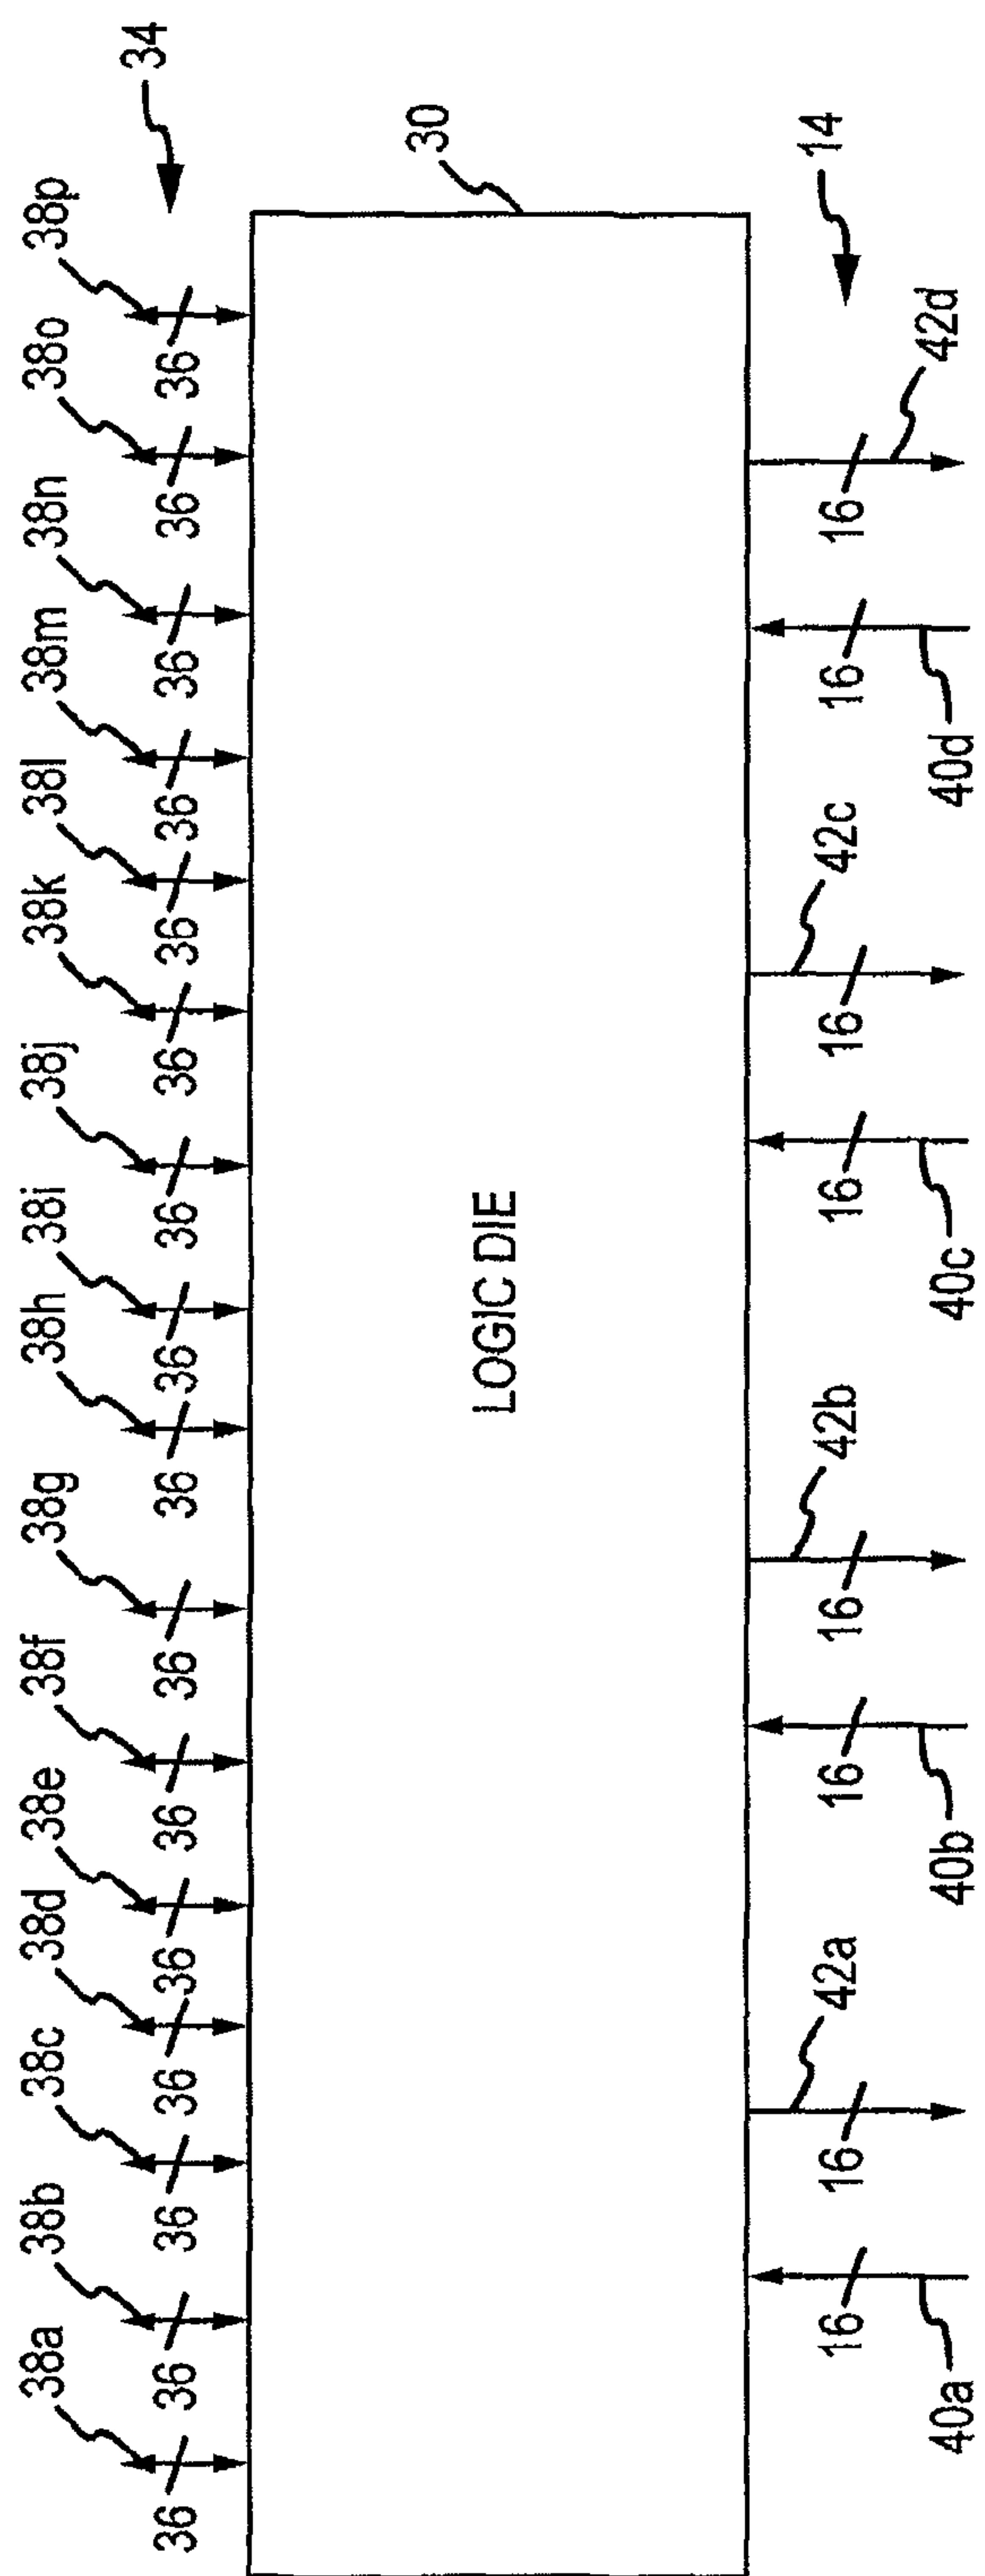 34
38a 38b 38c 38d 38e 38f 38g 38h 38i 38j 38k 38l 38m 38n 38o 38p
36 36 36 36 36 36 36 36 36 36 36 36 36 36 36 36
30
LOGIC DIE
14
16 16 16 16 16 16 16 16
42a 42b 42c 42d
40a 40b 40c 40d